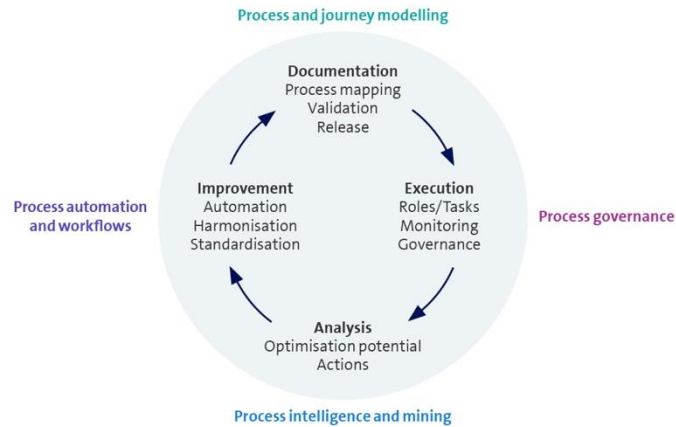 Process and journey modelling
Documentation
Process mapping
Validation
Release
Improvement
Automation
Harmonisation
Standardisation
Execution
Roles/Tasks
Monitoring
Governance
Process automation
and workflows
Process governance
Analysis
Optimisation potential
Actions
Process intelligence and mining